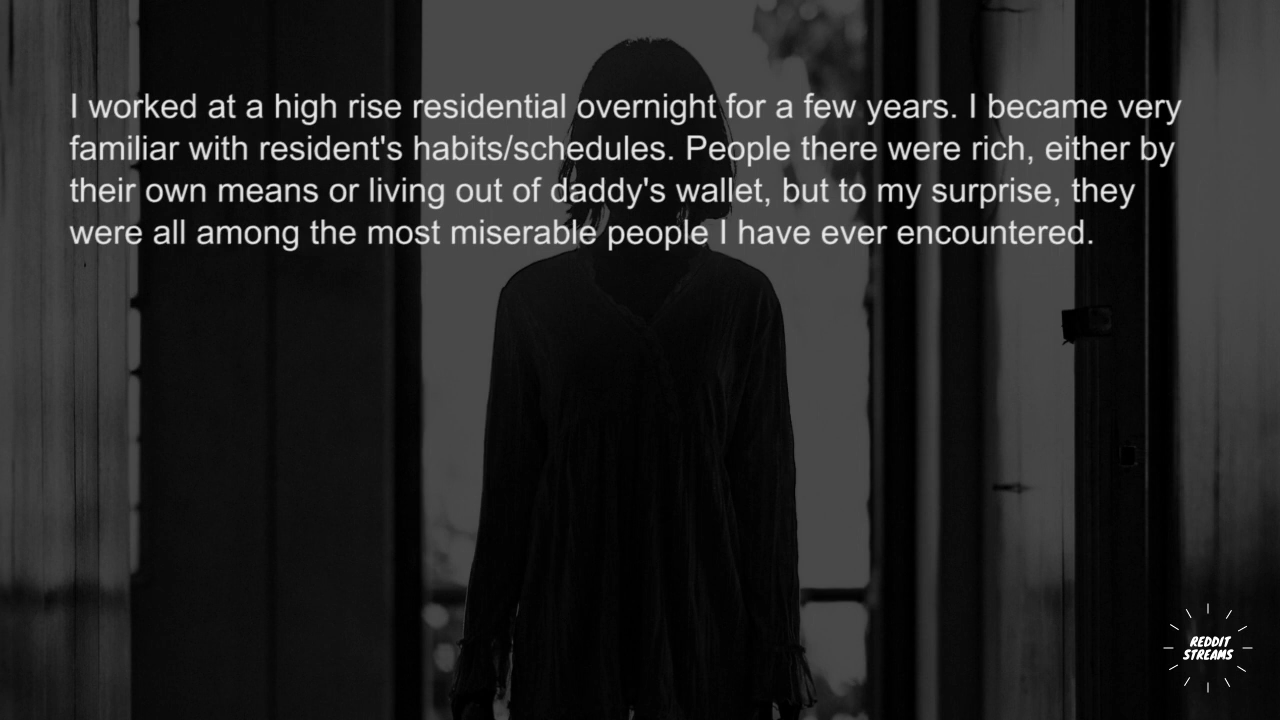 I worked at a high rise residential overnight for a few years. I became very
familiar with resident's habits/schedules. People there were rich, either by
their own means or living out of daddy's wallet, but to my surprise, they
were all among the most miserable people I have ever encountered.
REDDIT
STREAMS